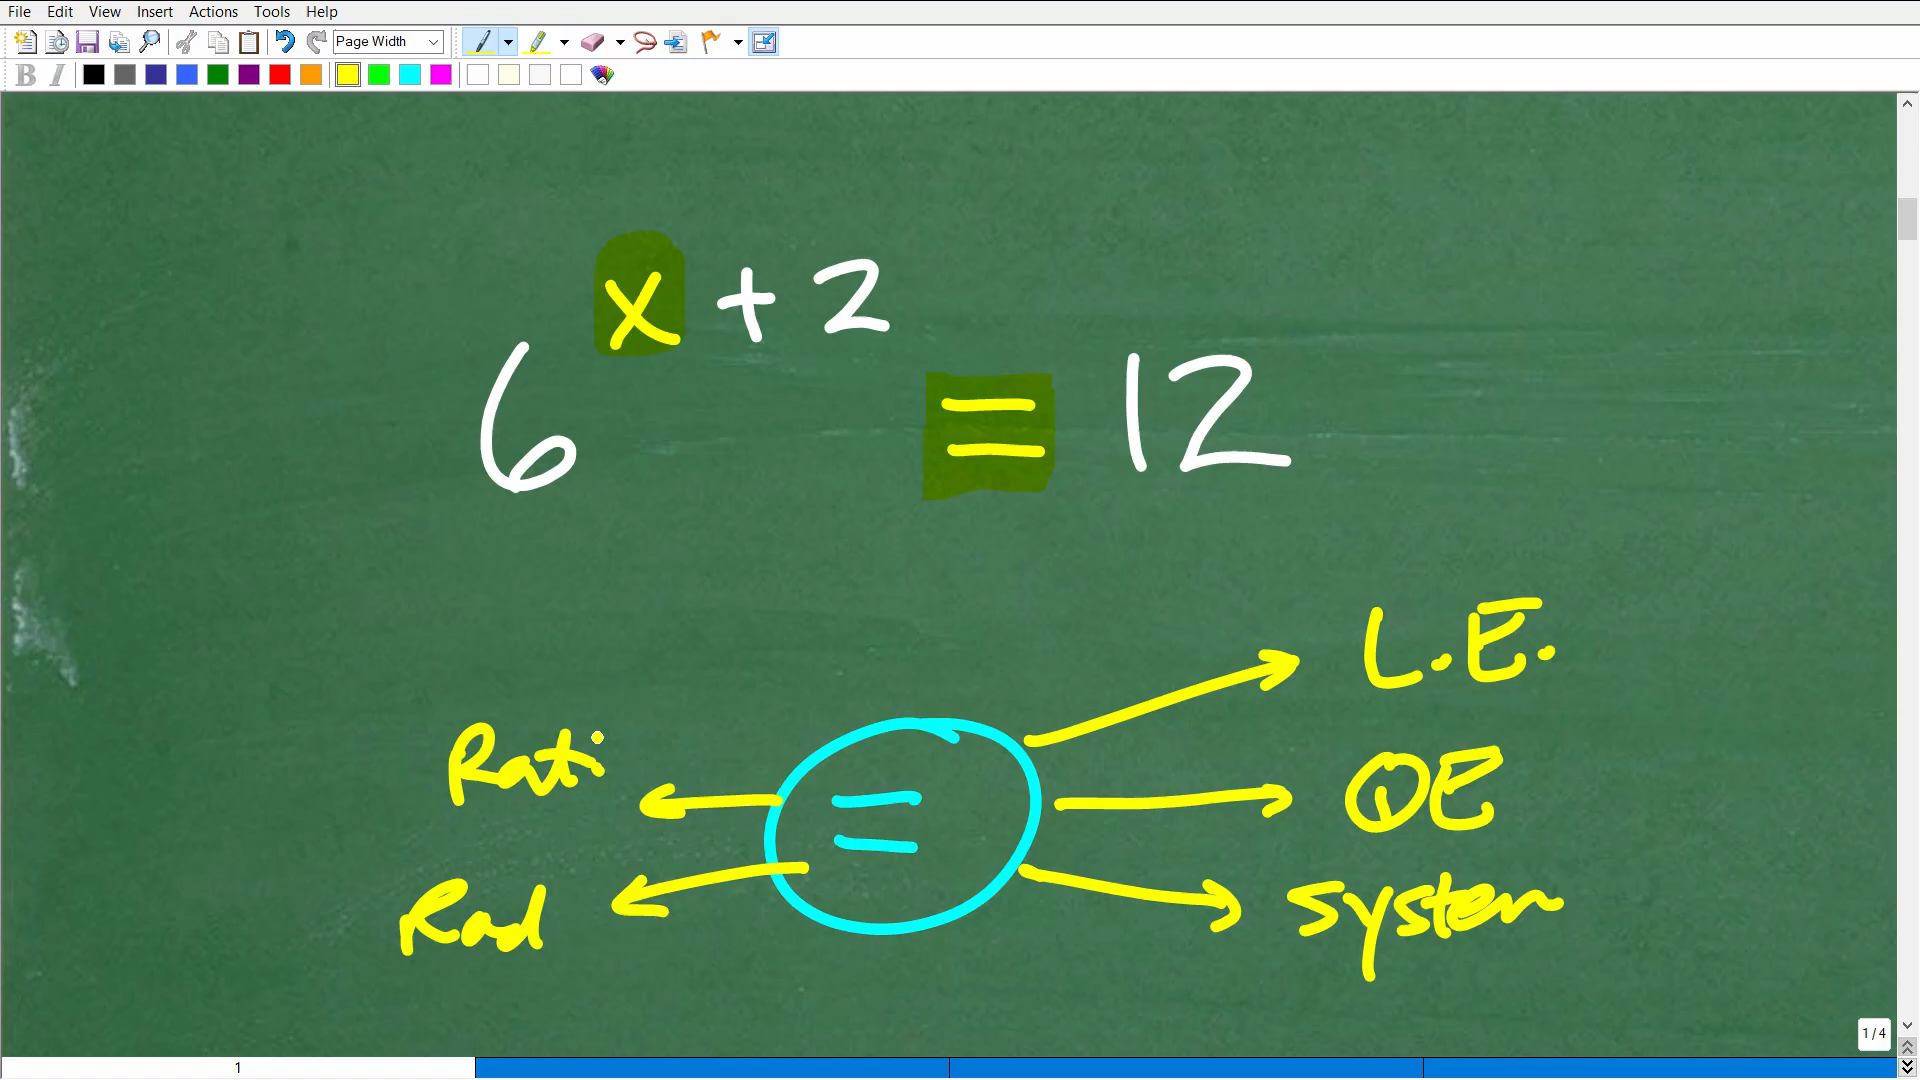 File Edit View Insert Actions Tools Help
Page Width
B I
x + 2
6 = 12
L.E.
Rati
=
QE
Rad
System
1 / 4
1